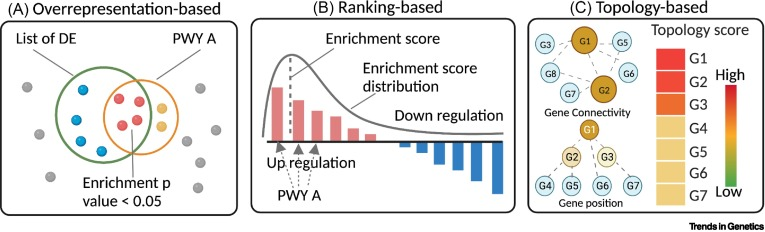 (A) Overrepresentation-based
List of DE
PWY A
Enrichment p
value < 0.05
(B) Ranking-based
Enrichment score
Enrichment score
distribution
Down regulation
Up regulation
PWY A
(C) Topology-based
G3
G1
G5
G8
G6
G7
G2
Gene Connectivity
G1
G2
G3
G4
G5
G6
G7
Gene position
Topology score
G1
G2
G3
G4
G5
G6
G7
High
Low
Trends in Genetics